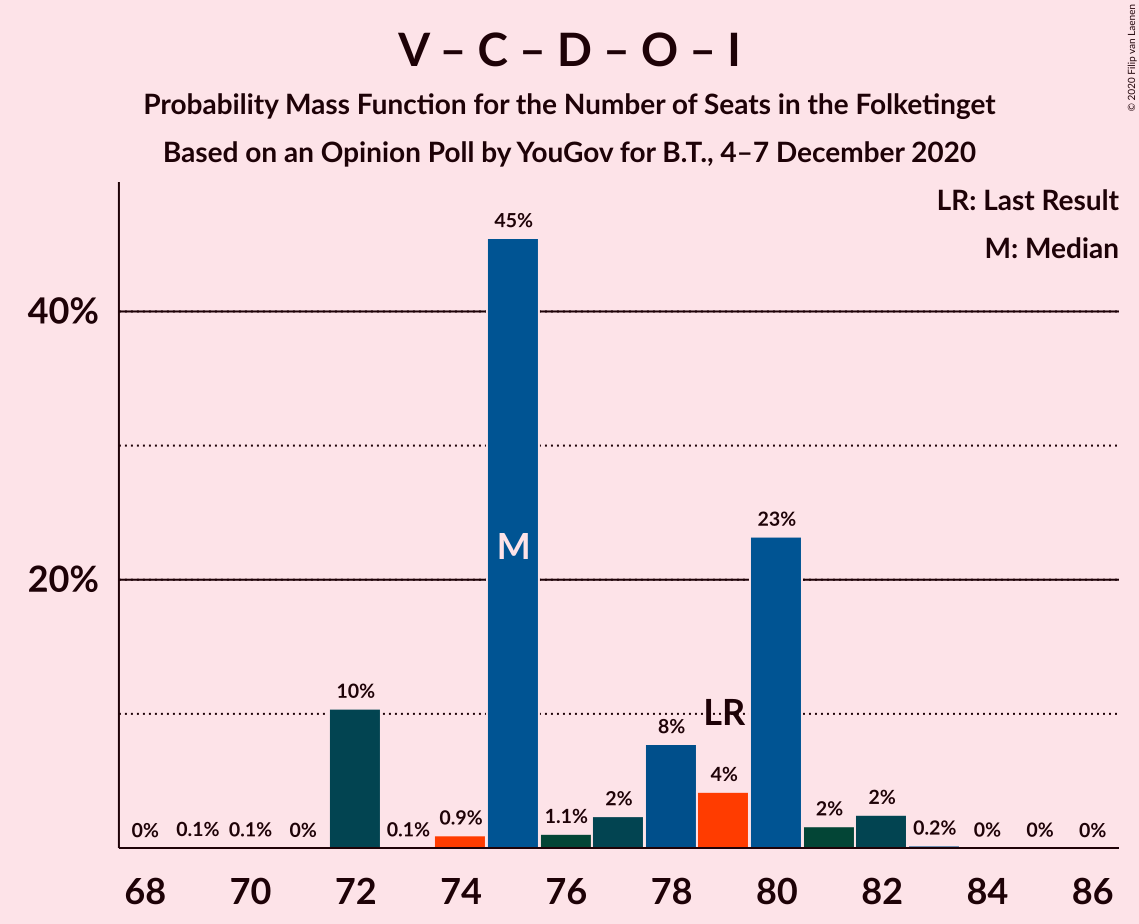 V – C – D – O – I
Probability Mass Function for the Number of Seats in the Folketinget
Based on an Opinion Poll by YouGov for B.T., 4–7 December 2020
© 2020 Filip van Laenen
LR: Last Result
M: Median
40%
20%
0%
0.1%
0.1%
0%
10%
0.1%
0.9%
45%
M
1.1%
2%
8%
LR
4%
23%
2%
2%
0.2%
0%
0%
0%
68 70 72 74 76 78 80 82 84 86